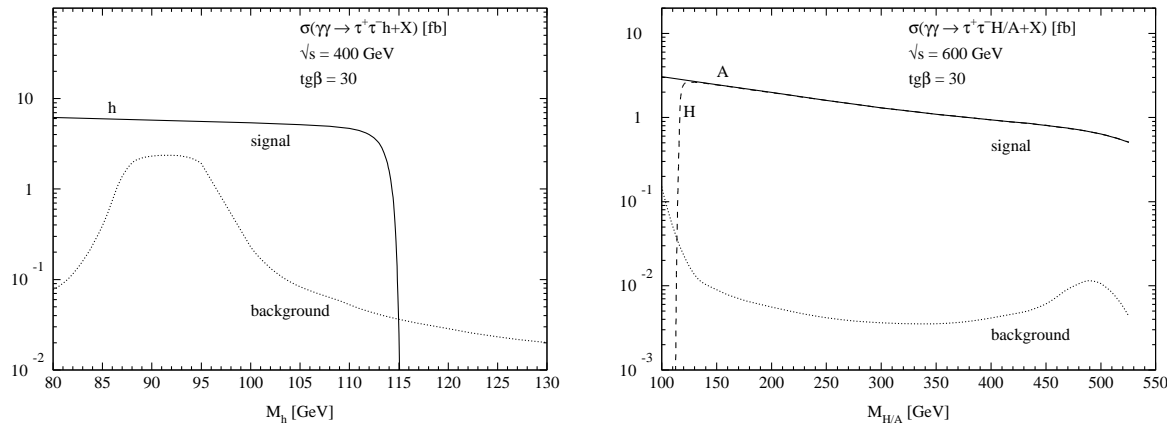 σ(γγ → τ⁺τ⁻h+X) [fb]
√s = 400 GeV
tgβ = 30
h
signal
background
10
1
10⁻¹
10⁻²
80 85 90 95 100 105 110 115 120 125 130
M_h [GeV]
σ(γγ → τ⁺τ⁻H/A+X) [fb]
√s = 600 GeV
tgβ = 30
A
H
signal
background
10
1
10⁻¹
10⁻²
10⁻³
100 150 200 250 300 350 400 450 500 550
M_H/A [GeV]